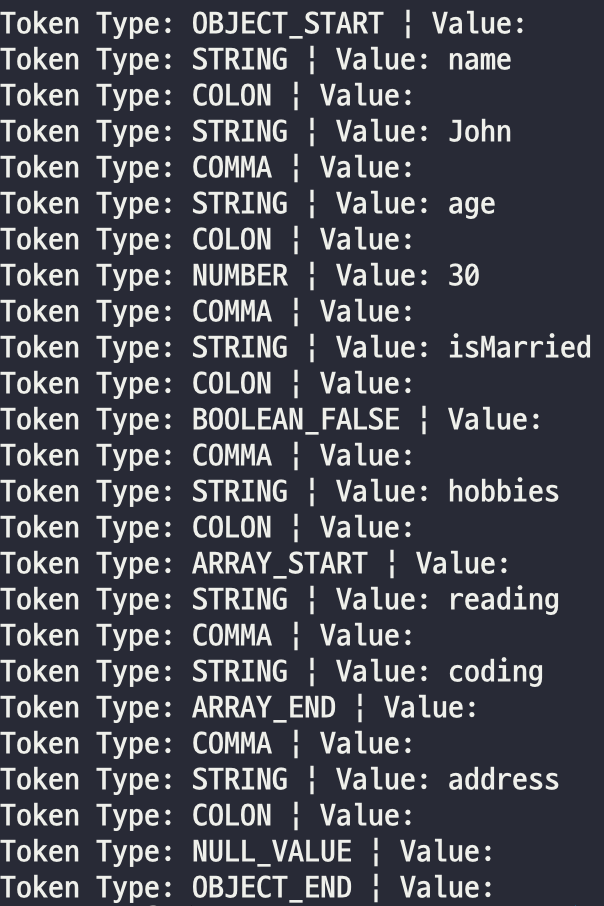 Token Type: OBJECT_START ¦ Value:
Token Type: STRING ¦ Value: name
Token Type: COLON ¦ Value:
Token Type: STRING ¦ Value: John
Token Type: COMMA ¦ Value:
Token Type: STRING ¦ Value: age
Token Type: COLON ¦ Value:
Token Type: NUMBER ¦ Value: 30
Token Type: COMMA ¦ Value:
Token Type: STRING ¦ Value: isMarried
Token Type: COLON ¦ Value:
Token Type: BOOLEAN_FALSE ¦ Value:
Token Type: COMMA ¦ Value:
Token Type: STRING ¦ Value: hobbies
Token Type: COLON ¦ Value:
Token Type: ARRAY_START ¦ Value:
Token Type: STRING ¦ Value: reading
Token Type: COMMA ¦ Value:
Token Type: STRING ¦ Value: coding
Token Type: ARRAY_END ¦ Value:
Token Type: COMMA ¦ Value:
Token Type: STRING ¦ Value: address
Token Type: COLON ¦ Value:
Token Type: NULL_VALUE ¦ Value:
Token Type: OBJECT_END ¦ Value: